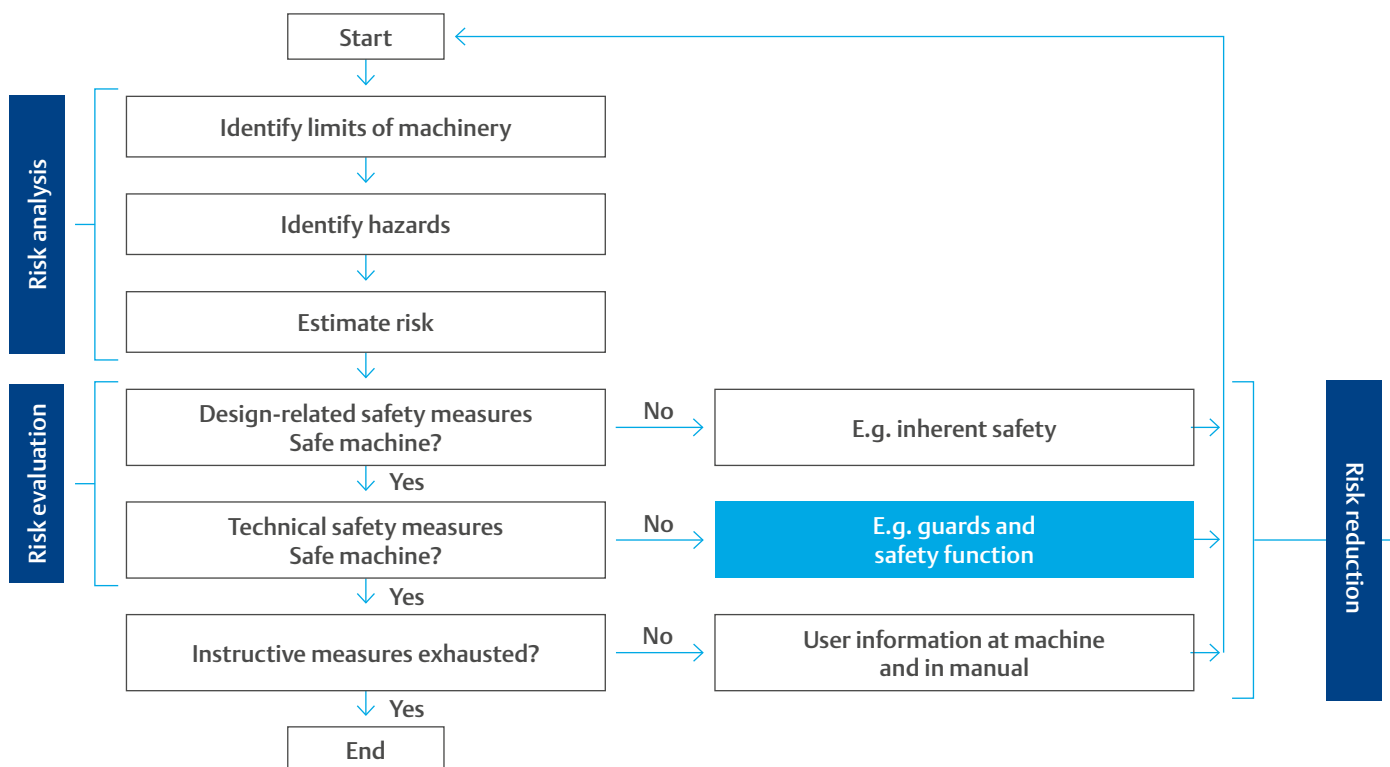 Start
Risk analysis
Identify limits of machinery
Identify hazards
Estimate risk
Risk evaluation
Design-related safety measures
Safe machine?
No
E.g. inherent safety
Yes
Technical safety measures
Safe machine?
No
E.g. guards and
safety function
Risk reduction
Yes
Instructive measures exhausted?
No
User information at machine
and in manual
Yes
End